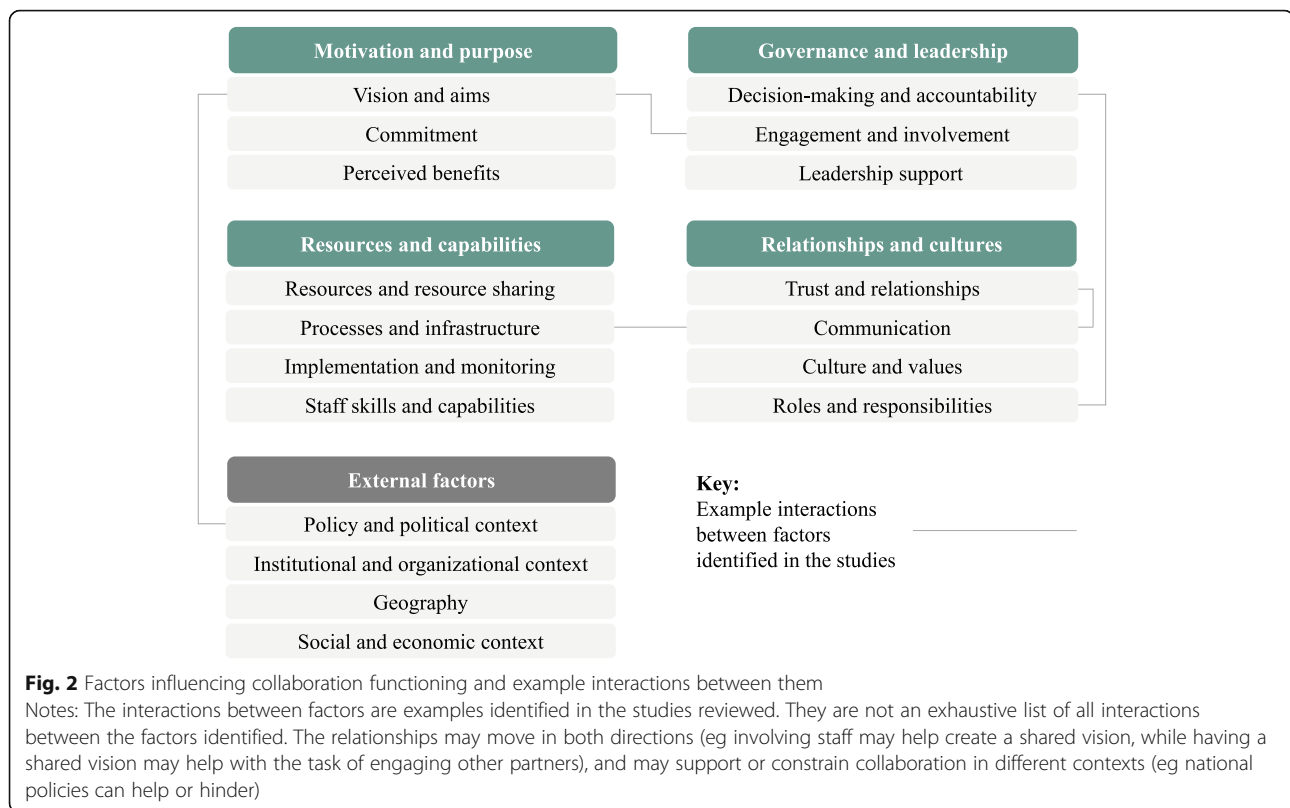 Motivation and purpose
Vision and aims
Commitment
Perceived benefits
Governance and leadership
Decision-making and accountability
Engagement and involvement
Leadership support
Resources and capabilities
Resources and resource sharing
Processes and infrastructure
Implementation and monitoring
Staff skills and capabilities
Relationships and cultures
Trust and relationships
Communication
Culture and values
Roles and responsibilities
External factors
Policy and political context
Institutional and organizational context
Geography
Social and economic context
Key:
Example interactions
between factors
identified in the studies
Fig. 2 Factors influencing collaboration functioning and example interactions between them
Notes: The interactions between factors are examples identified in the studies reviewed. They are not an exhaustive list of all interactions
between the factors identified. The relationships may move in both directions (eg involving staff may help create a shared vision, while having a
shared vision may help with the task of engaging other partners), and may support or constrain collaboration in different contexts (eg national
policies can help or hinder)